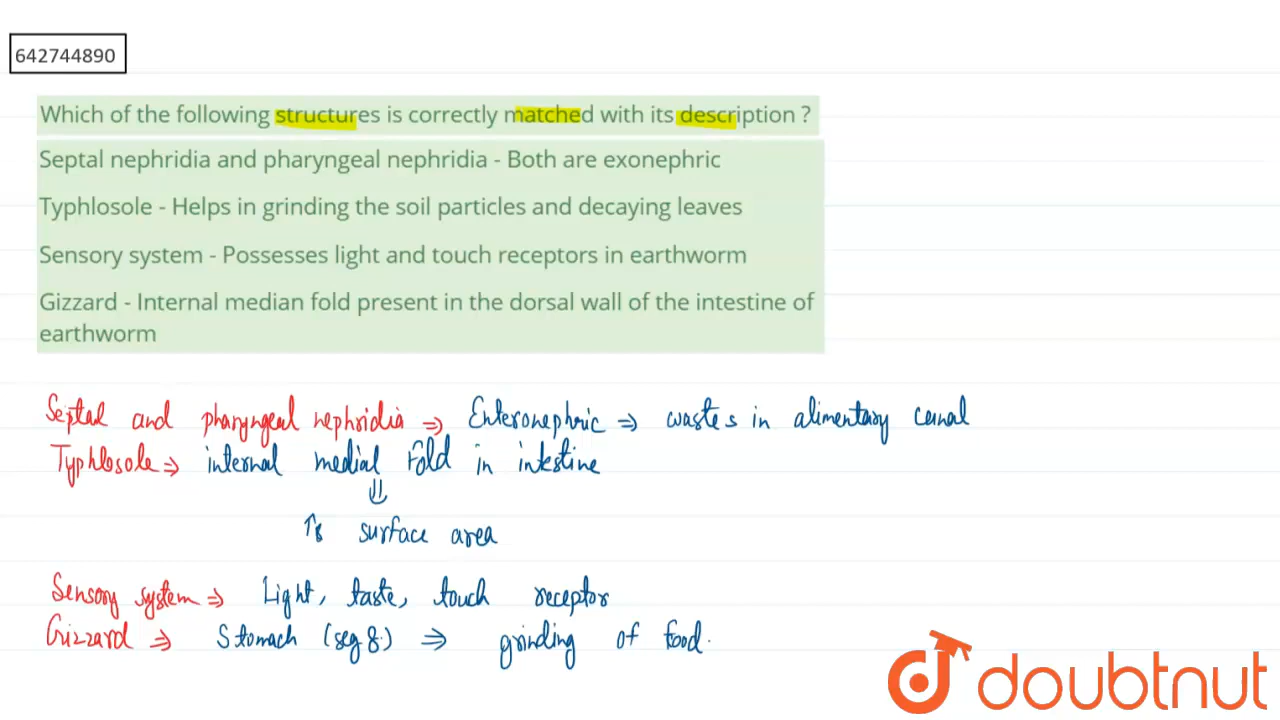 642744890
Which of the following structures is correctly matched with its description ?
Septal nephridia and pharyngeal nephridia - Both are exonephric
Typhlosole - Helps in grinding the soil particles and decaying leaves
Sensory system - Possesses light and touch receptors in earthworm
Gizzard - Internal median fold present in the dorsal wall of the intestine of
earthworm
Septal and pharyngeal nephridia ⇒ Enteronephric ⇒ wastes in alimentary canal
Typhlosole ⇒ internal medial fold in intestine
⇓
↑s surface area
Sensory system ⇒ Light, taste, touch receptor
Gizzard ⇒ Stomach (seg 8.) ⇒ grinding of food.
doubtnut